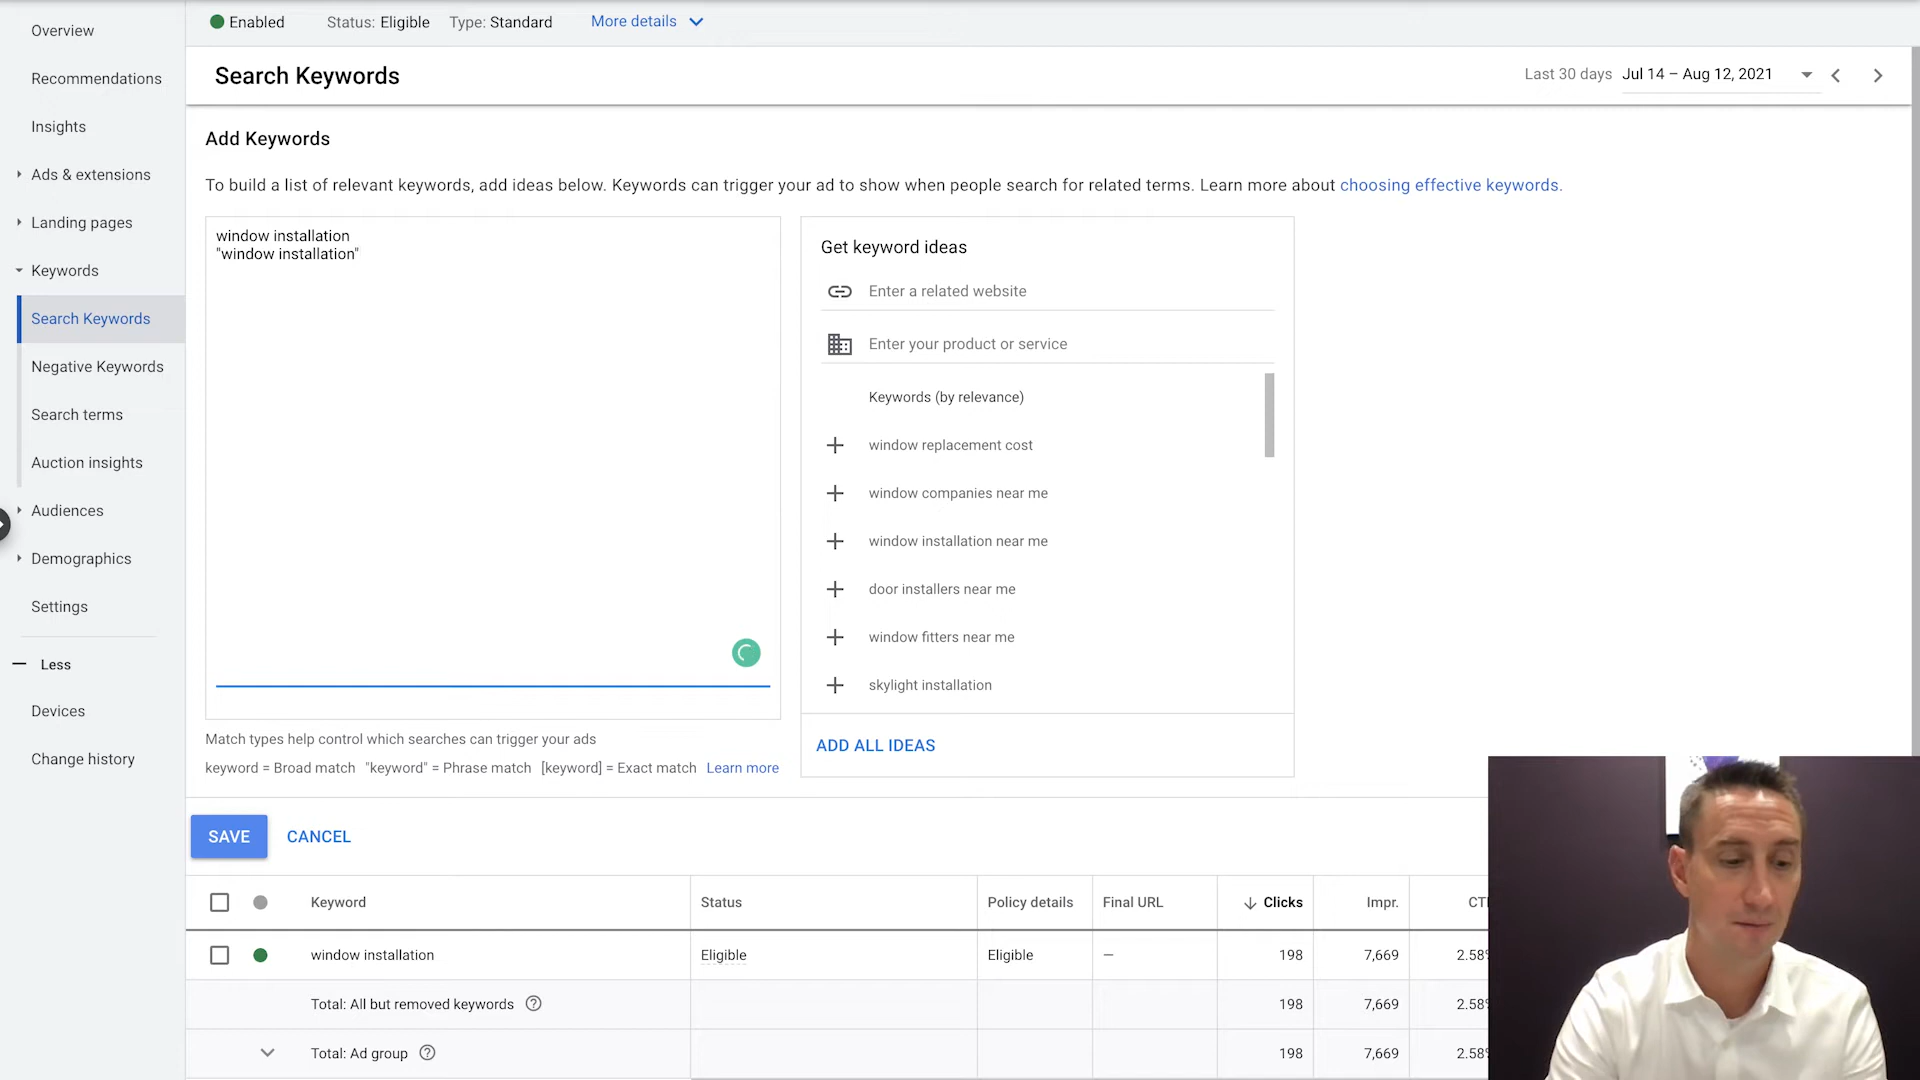 Overview
Recommendations
Insights
Ads & extensions
Landing pages
Keywords
Search Keywords
Negative Keywords
Search terms
Auction insights
Audiences
Demographics
Settings
Less
Devices
Change history
Enabled Status: Eligible Type: Standard More details
Search Keywords
Last 30 days Jul 14 – Aug 12, 2021
Add Keywords
To build a list of relevant keywords, add ideas below. Keywords can trigger your ad to show when people search for related terms. Learn more about choosing effective keywords.
window installation
"window installation"
Match types help control which searches can trigger your ads
keyword = Broad match "keyword" = Phrase match [keyword] = Exact match Learn more
Get keyword ideas
Enter a related website
Enter your product or service
Keywords (by relevance)
window replacement cost
window companies near me
window installation near me
door installers near me
window fitters near me
skylight installation
ADD ALL IDEAS
SAVE CANCEL
Keyword Status Policy details Final URL Clicks Impr.
window installation Eligible Eligible — 198 7,669 2.58
Total: All but removed keywords 198 7,669 2.58
Total: Ad group 198 7,669 2.58